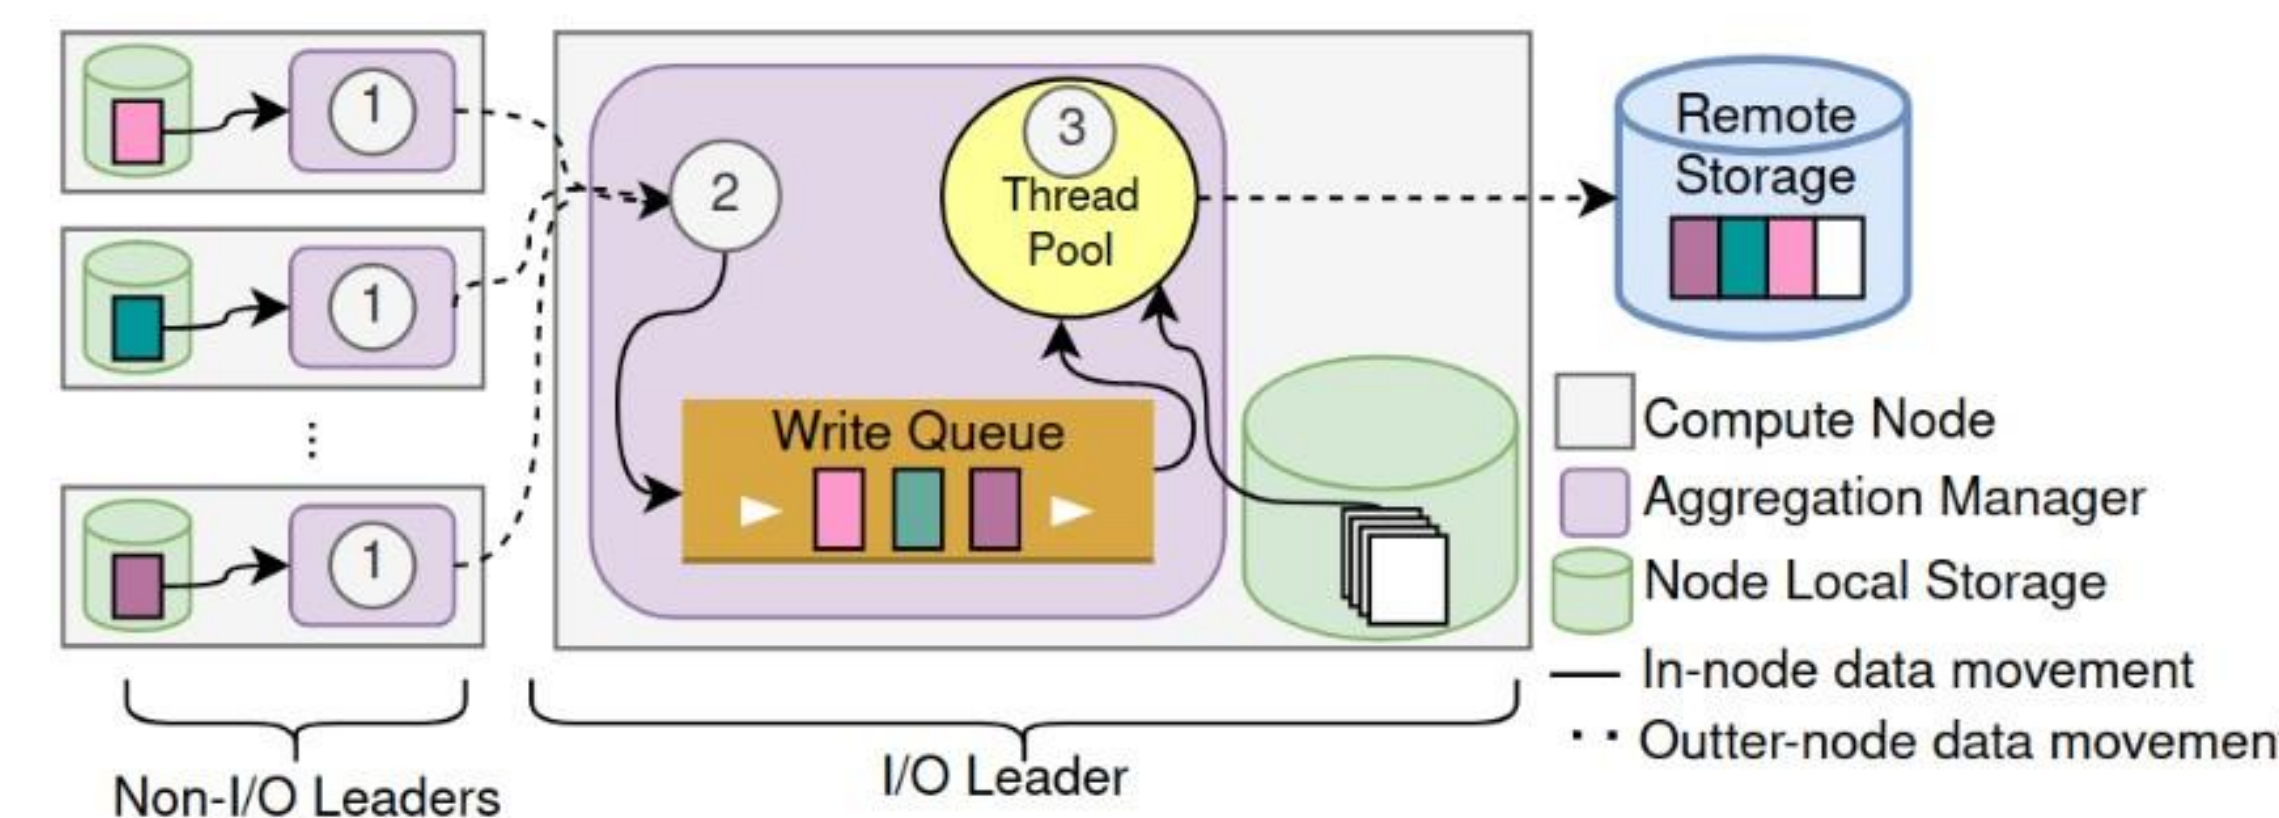 1
1
1
2
3
Thread
Pool
Write Queue
Remote
Storage
Compute Node
Aggregation Manager
Node Local Storage
In-node data movement
Outter-node data movemen
Non-I/O Leaders
I/O Leader